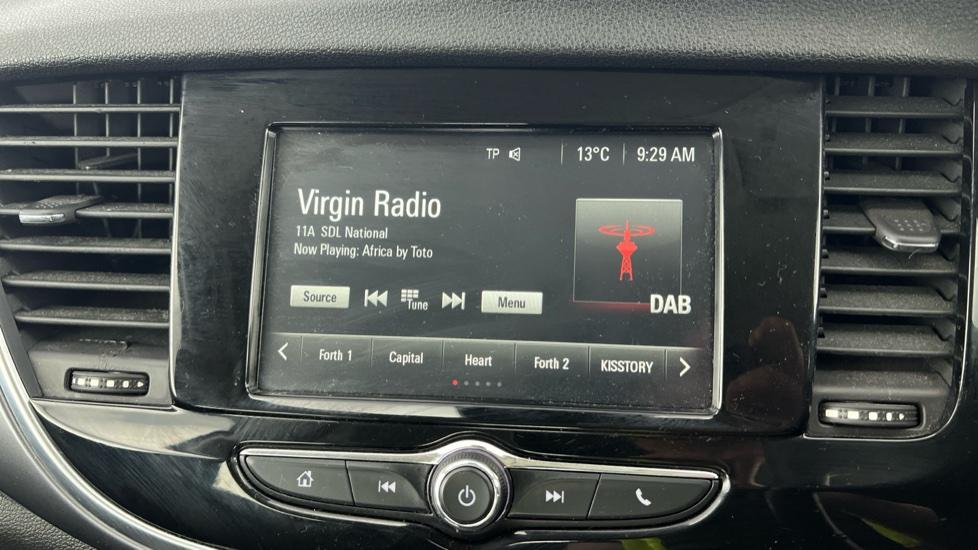 TP 13°C 9:29 AM
Virgin Radio
11A SDL National
Now Playing: Africa by Toto
DAB
Source Tune Menu
Forth 1 Capital Heart Forth 2 KISSTORY